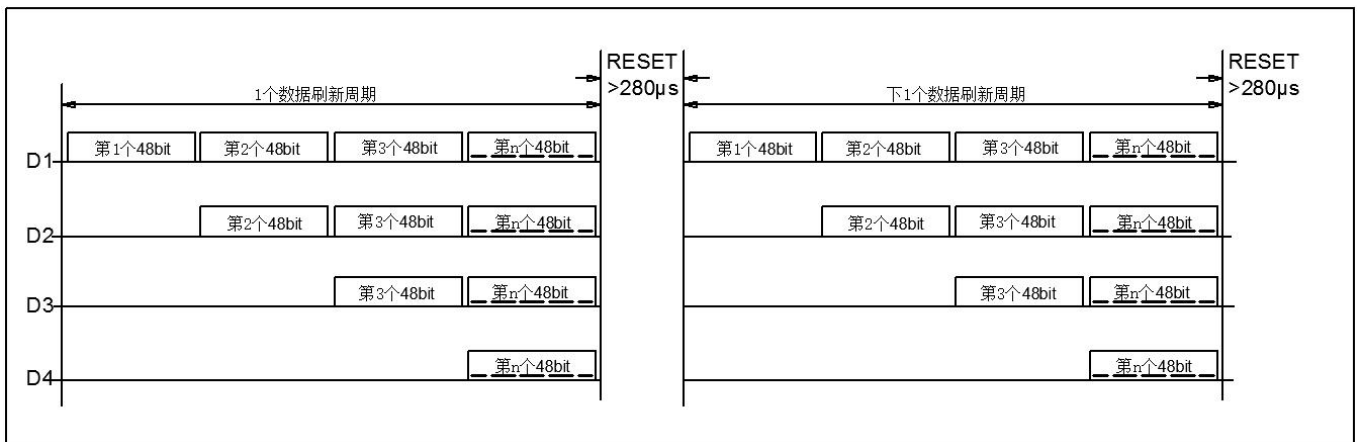 RESET
>280μs
RESET
>280μs
1个数据刷新周期
下1个数据刷新周期
D1 第1个48bit 第2个48bit 第3个48bit 第n个48bit 第1个48bit 第2个48bit 第3个48bit 第n个48bit
D2 第2个48bit 第3个48bit 第n个48bit 第2个48bit 第3个48bit 第n个48bit
D3 第3个48bit 第n个48bit 第3个48bit 第n个48bit
D4 第n个48bit 第n个48bit